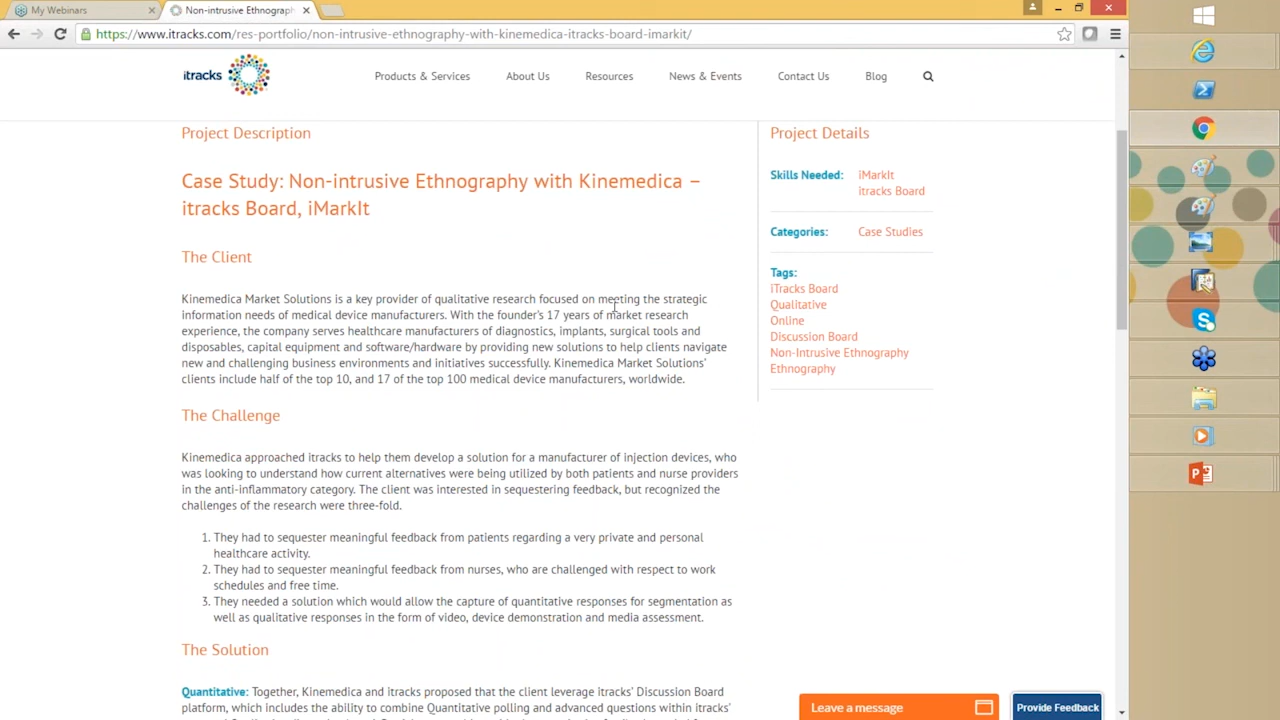 My Webinars
Non-intrusive Ethnograph
https://www.itracks.com/res-portfolio/non-intrusive-ethnography-with-kinemedica-itracks-board-imarkit/
itracks
Products & Services
About Us
Resources
News & Events
Contact Us
Blog
Project Description
Case Study: Non-intrusive Ethnography with Kinemedica –
itracks Board, iMarkIt
The Client
Kinemedica Market Solutions is a key provider of qualitative research focused on meeting the strategic
information needs of medical device manufacturers. With the founder's 17 years of market research
experience, the company serves healthcare manufacturers of diagnostics, implants, surgical tools and
disposables, capital equipment and software/hardware by providing new solutions to help clients navigate
new and challenging business environments and initiatives successfully. Kinemedica Market Solutions'
clients include half of the top 10, and 17 of the top 100 medical device manufacturers, worldwide.
The Challenge
Kinemedica approached itracks to help them develop a solution for a manufacturer of injection devices, who
was looking to understand how current alternatives were being utilized by both patients and nurse providers
in the anti-inflammatory category. The client was interested in sequestering feedback, but recognized the
challenges of the research were three-fold.
1. They had to sequester meaningful feedback from patients regarding a very private and personal
healthcare activity.
2. They had to sequester meaningful feedback from nurses, who are challenged with respect to work
schedules and free time.
3. They needed a solution which would allow the capture of quantitative responses for segmentation as
well as qualitative responses in the form of video, device demonstration and media assessment.
The Solution
Quantitative: Together, Kinemedica and itracks proposed that the client leverage itracks' Discussion Board
platform, which includes the ability to combine Quantitative polling and advanced questions within itracks'
Project Details
Skills Needed: iMarkIt
itracks Board
Categories: Case Studies
Tags:
iTracks Board
Qualitative
Online
Discussion Board
Non-Intrusive Ethnography
Ethnography
Leave a message
Provide Feedback